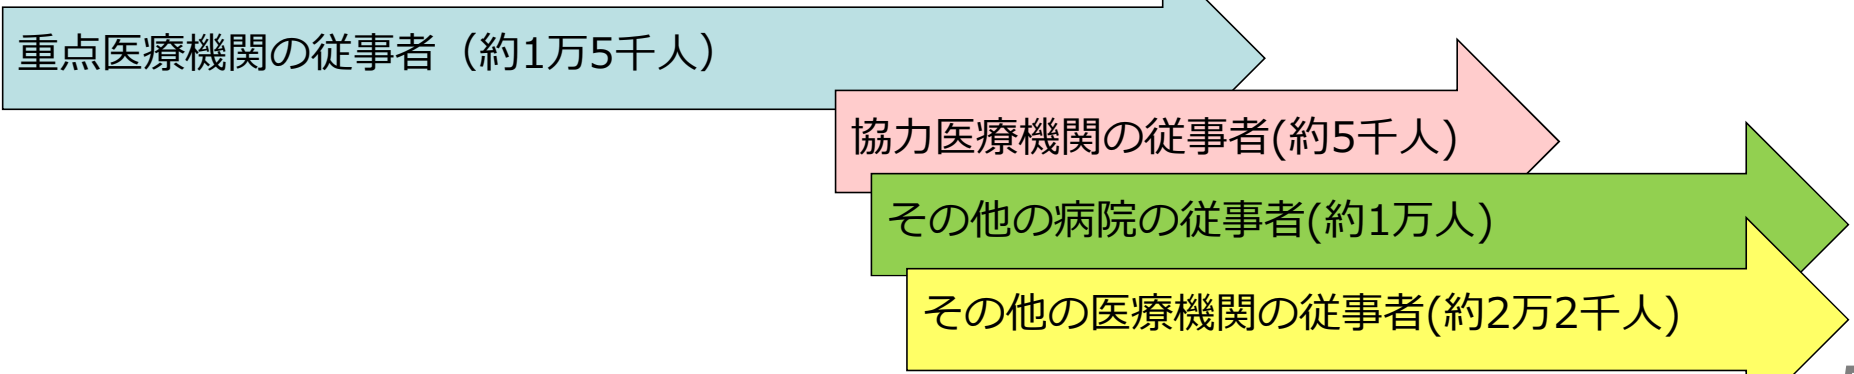 重点医療機関の従事者（約1万5千人）
協力医療機関の従事者(約5千人)
その他の病院の従事者(約1万人)
その他の医療機関の従事者(約2万2千人)